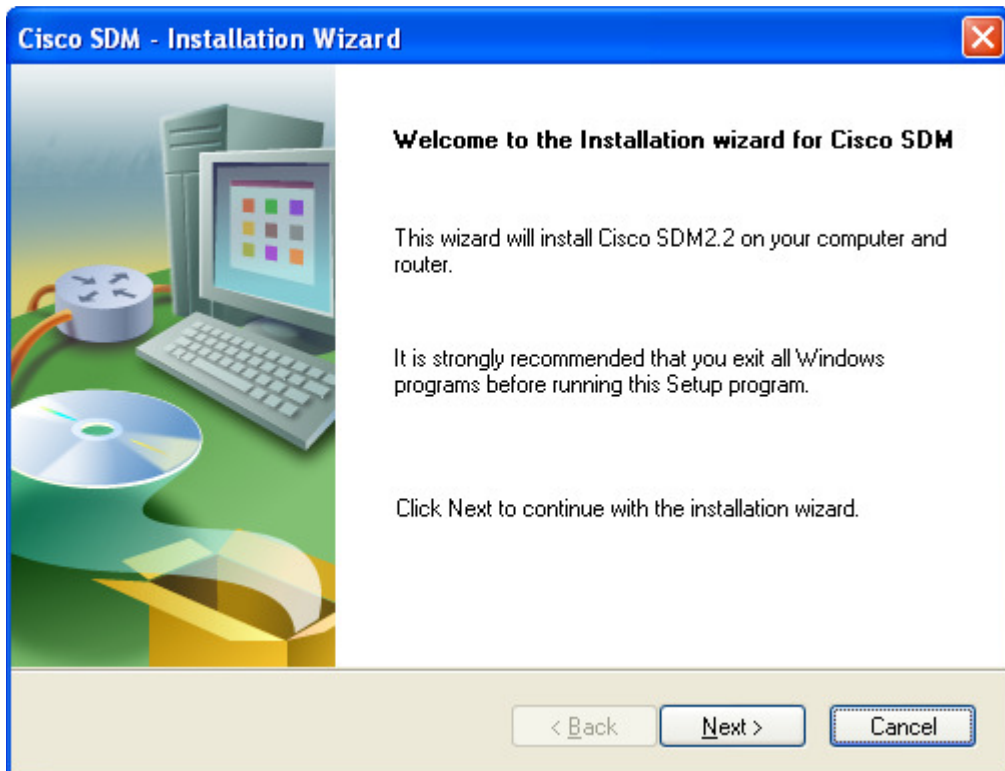 Cisco SDM - Installation Wizard
Welcome to the Installation wizard for Cisco SDM
This wizard will install Cisco SDM2.2 on your computer and
router.
It is strongly recommended that you exit all Windows
programs before running this Setup program.
Click Next to continue with the installation wizard.
< Back
Next >
Cancel